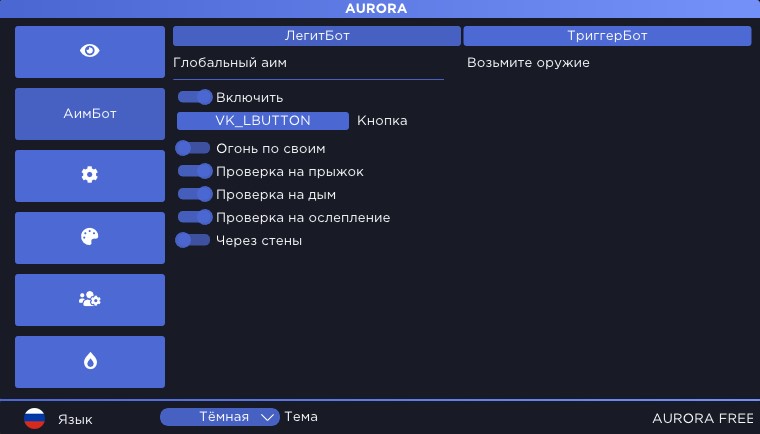 AURORA
ЛегитБот
ТриггерБот
Глобальный аим
Возьмите оружие
Включить
АимБот
VK_LBUTTON
Кнопка
Огонь по своим
Проверка на прыжок
Проверка на дым
Проверка на ослепление
Через стены
Язык
Тёмная
Тема
AURORA FREE